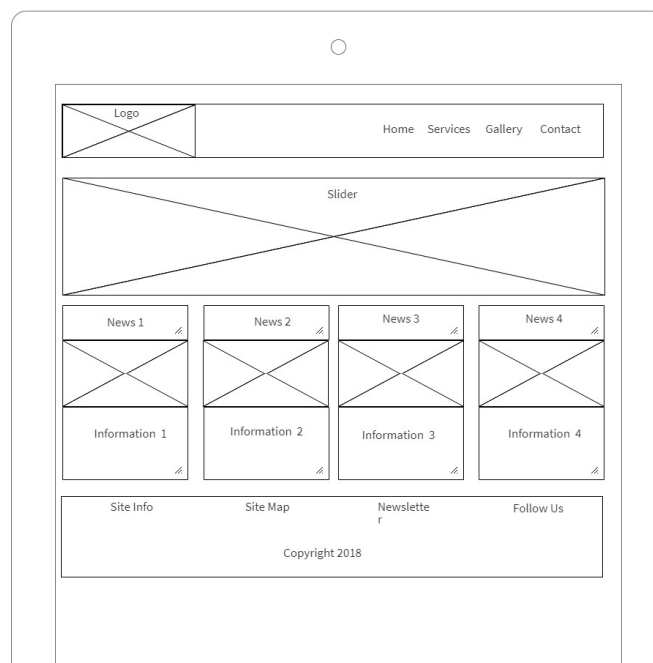 Logo
Home Services Gallery Contact
Slider
News 1 News 2 News 3 News 4
Information 1 Information 2 Information 3 Information 4
Site Info Site Map Newslette Follow Us
r
Copyright 2018